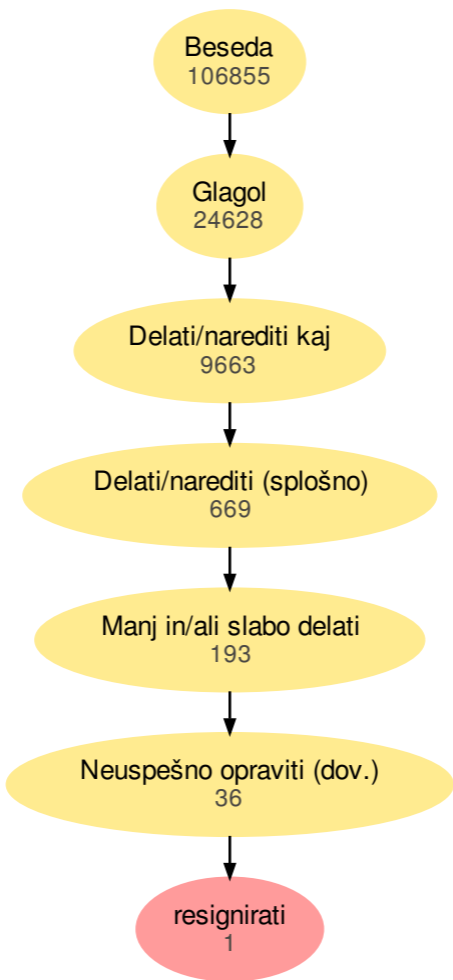 Beseda
106855
Glagol
24628
Delati/narediti kaj
9663
Delati/narediti (splošno)
669
Manj in/ali slabo delati
193
Neuspešno opraviti (dov.)
36
resignirati
1